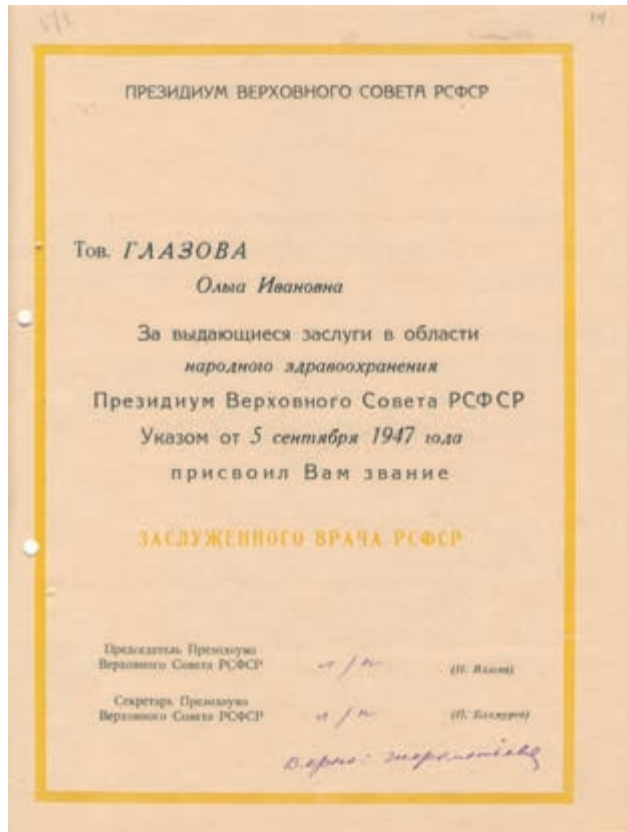 ПРЕЗИДИУМ ВЕРХОВНОГО СОВЕТА РСФСР
Тов. ГЛАЗОВА
Ольга Ивановна
За выдающиеся заслуги в области
народного здравоохранения
Президиум Верховного Совета РСФСР
Указом от 5 сентября 1947 года
присвоил Вам звание
ЗАСЛУЖЕННОГО ВРАЧА РСФСР
Председатель Президиума
Верховного Совета РСФСР
п/п
(И. Власов)
Секретарь Президиума
Верховного Совета РСФСР
п/п
(П. Бахмуров)
Верно: